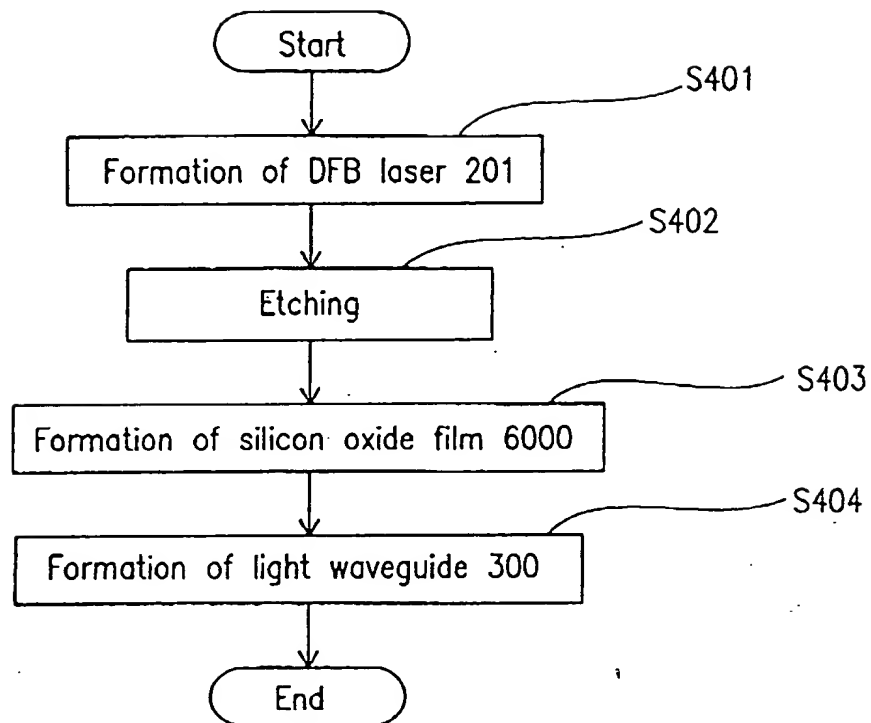 Start
S401
Formation of DFB laser 201
S402
Etching
S403
Formation of silicon oxide film 6000
S404
Formation of light waveguide 300
End